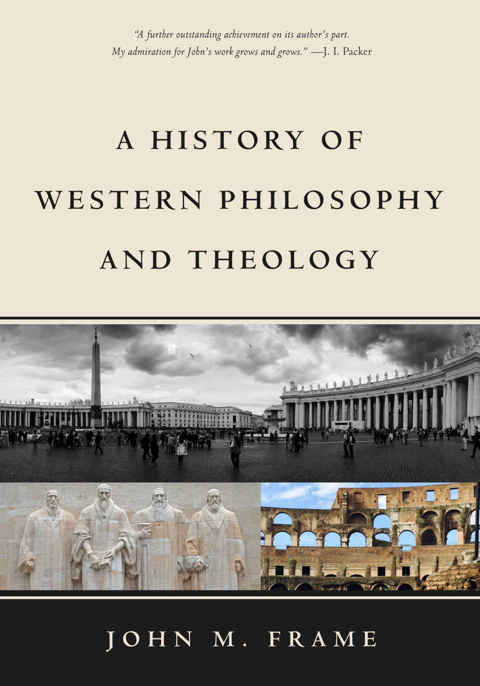 “A further outstanding achievement on its author’s part.
My admiration for John’s work grows and grows.” —J. I. Packer
A HISTORY OF
WESTERN PHILOSOPHY
AND THEOLOGY
JOHN M. FRAME